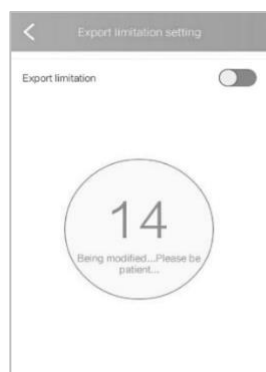 Export limitation setting
Export limitation
14
Being modified...Please be
patient...